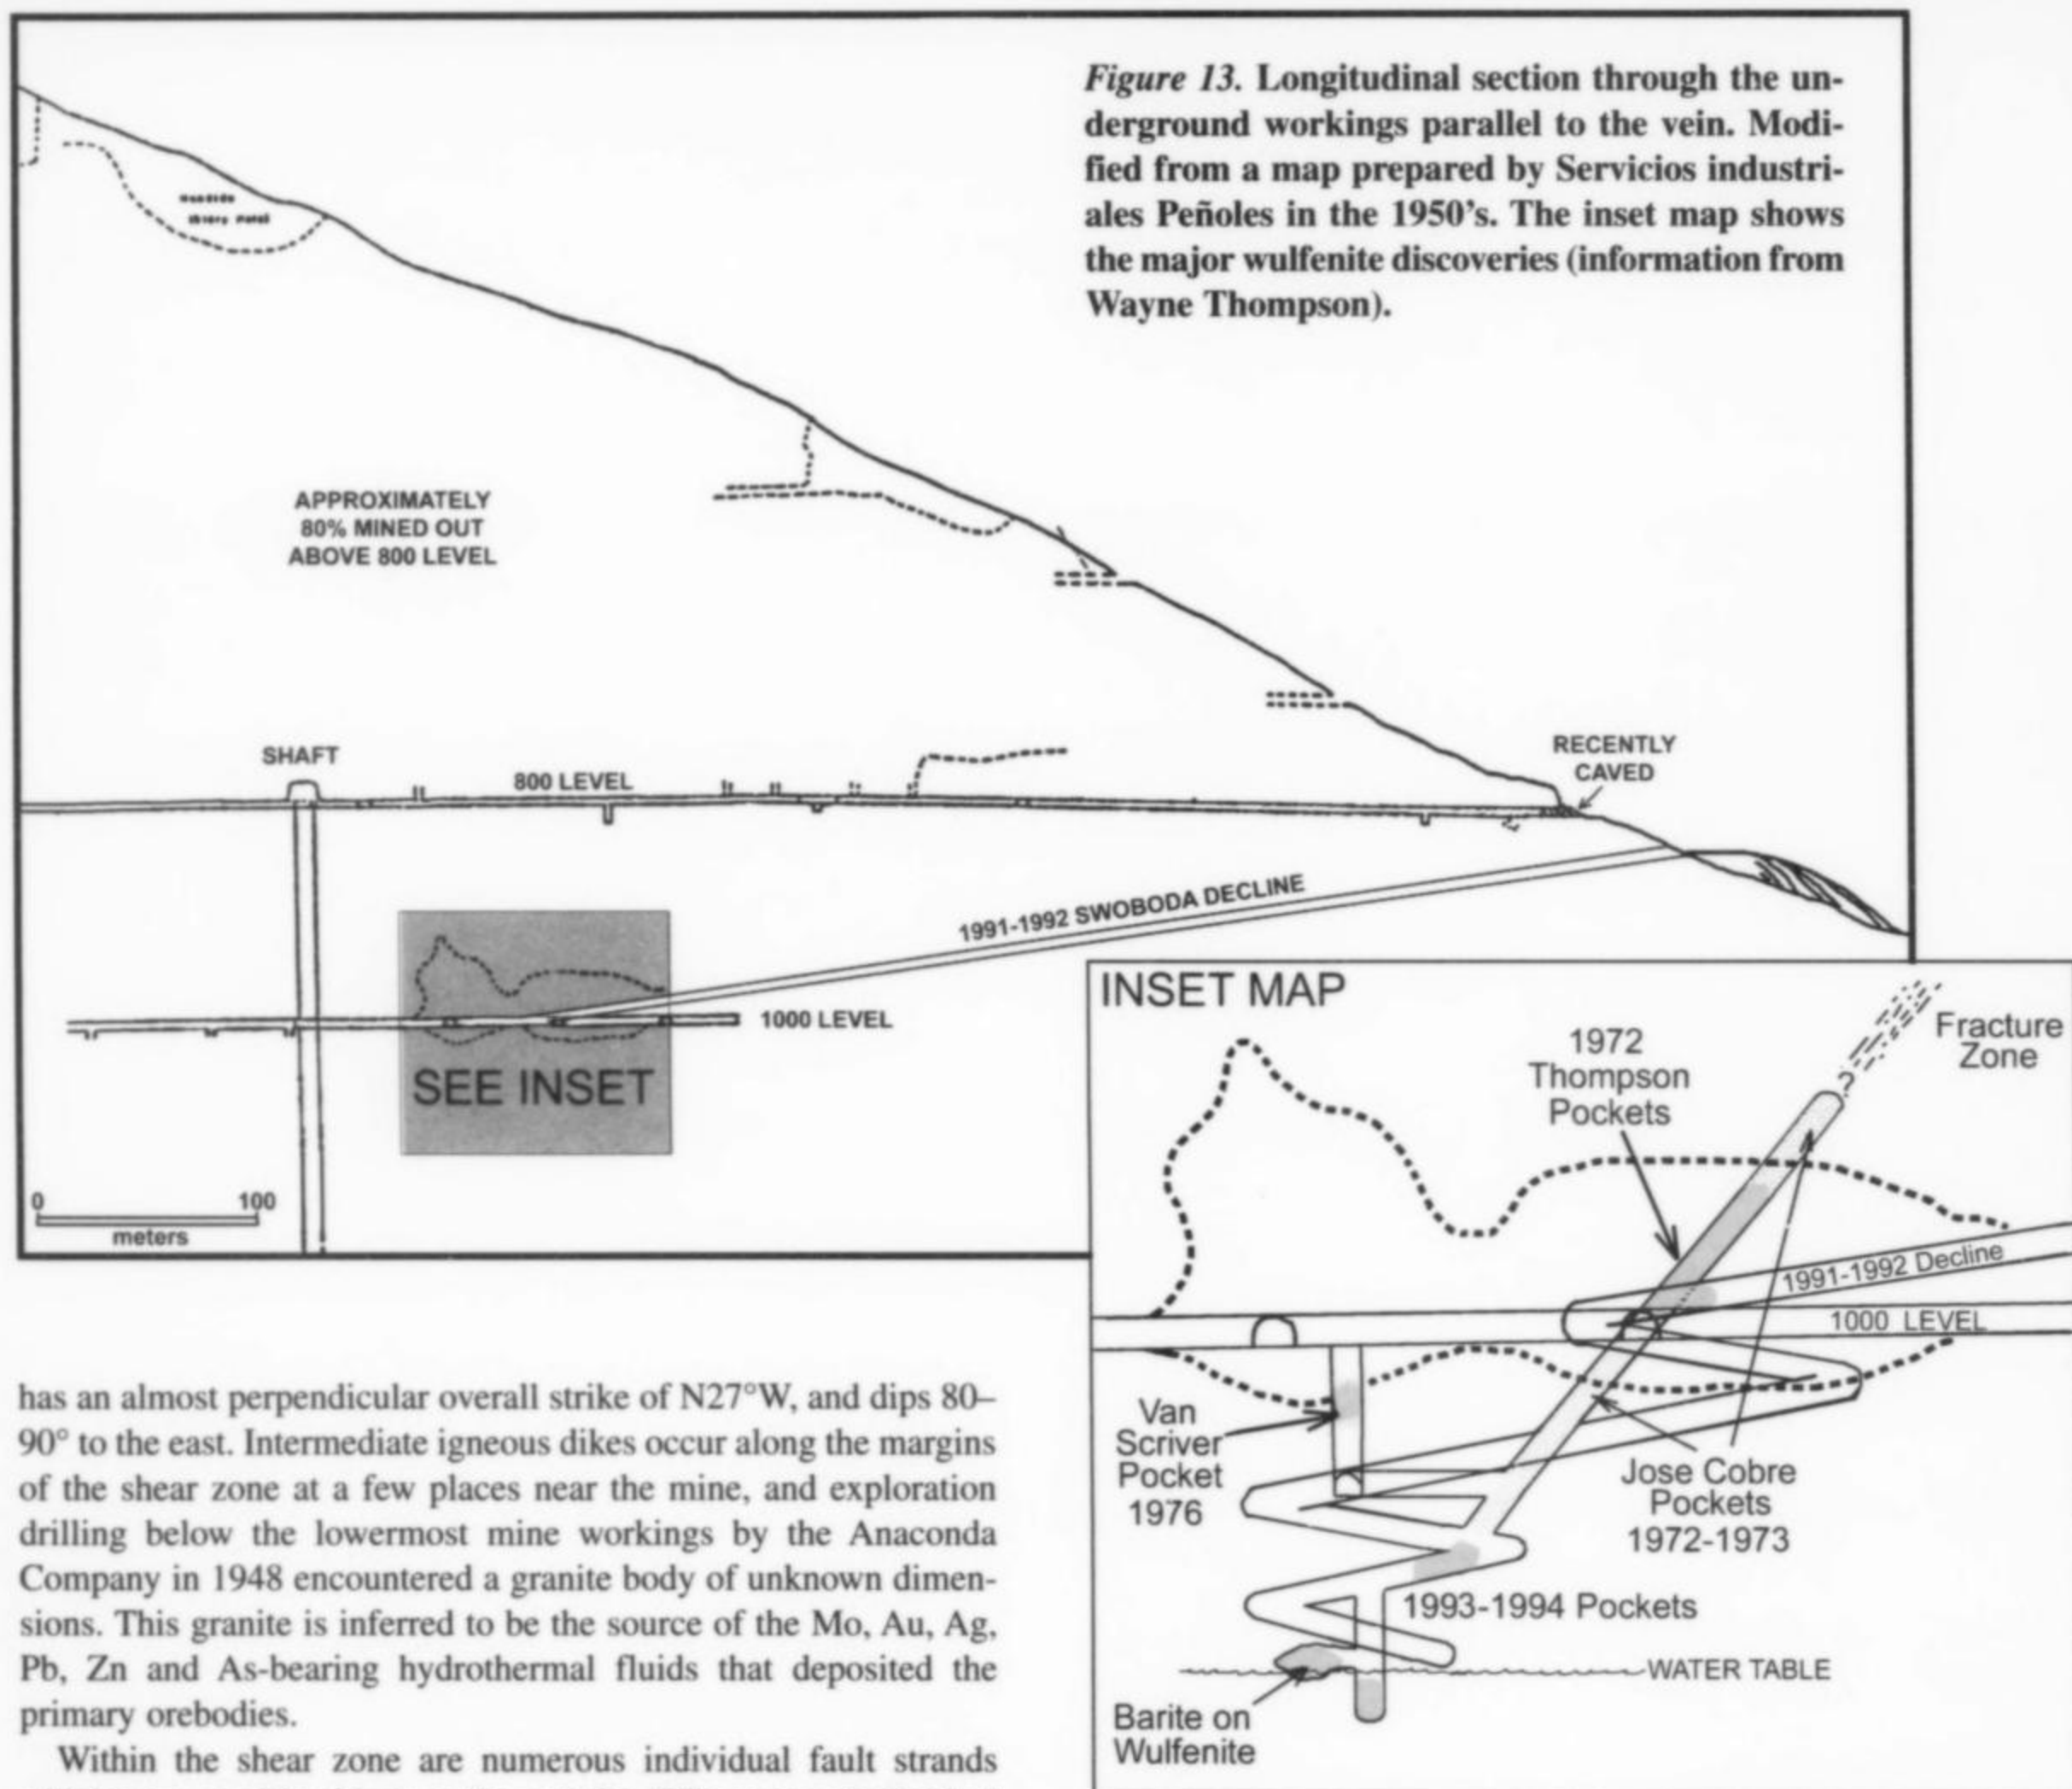 Figure 13. Longitudinal section through the un-
derground workings parallel to the vein. Modi-
fied from a map prepared by Servicios industri-
ales Peñoles in the 1950's. The inset map shows
the major wulfenite discoveries (information from
Wayne Thompson).
APPROXIMATELY
80% MINED OUT
ABOVE 800 LEVEL
SHAFT
800 LEVEL
RECENTLY
CAVED
1991-1992 SWOBODA DECLINE
1000 LEVEL
SEE INSET
0 100
meters
INSET MAP
Fracture
Zone
1972
Thompson
Pockets
?
1991-1992 Decline
1000 LEVEL
Van
Scriver
Pocket
1976
Jose Cobre
Pockets
1972-1973
1993-1994 Pockets
WATER TABLE
Barite on
Wulfenite
has an almost perpendicular overall strike of N27°W, and dips 80–
90° to the east. Intermediate igneous dikes occur along the margins
of the shear zone at a few places near the mine, and exploration
drilling below the lowermost mine workings by the Anaconda
Company in 1948 encountered a granite body of unknown dimen-
sions. This granite is inferred to be the source of the Mo, Au, Ag,
Pb, Zn and As-bearing hydrothermal fluids that deposited the
primary orebodies.
Within the shear zone are numerous individual fault strands